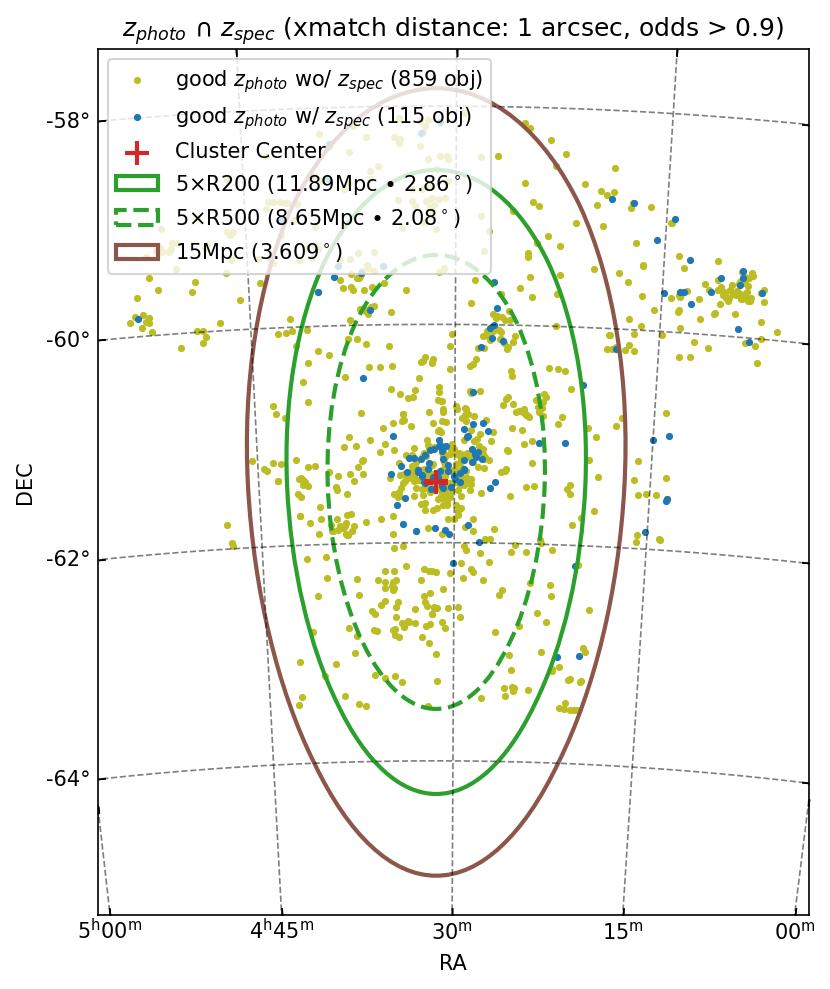 z_photo ∩ z_spec (xmatch distance: 1 arcsec, odds > 0.9)
good z_photo wo/ z_spec (859 obj)
good z_photo w/ z_spec (115 obj)
Cluster Center
5×R200 (11.89Mpc • 2.86°)
5×R500 (8.65Mpc • 2.08°)
15Mpc (3.609°)
-58°
-60°
-62°
-64°
DEC
5ʰ00ᵐ
4ʰ45ᵐ
30ᵐ
15ᵐ
00ᵐ
RA